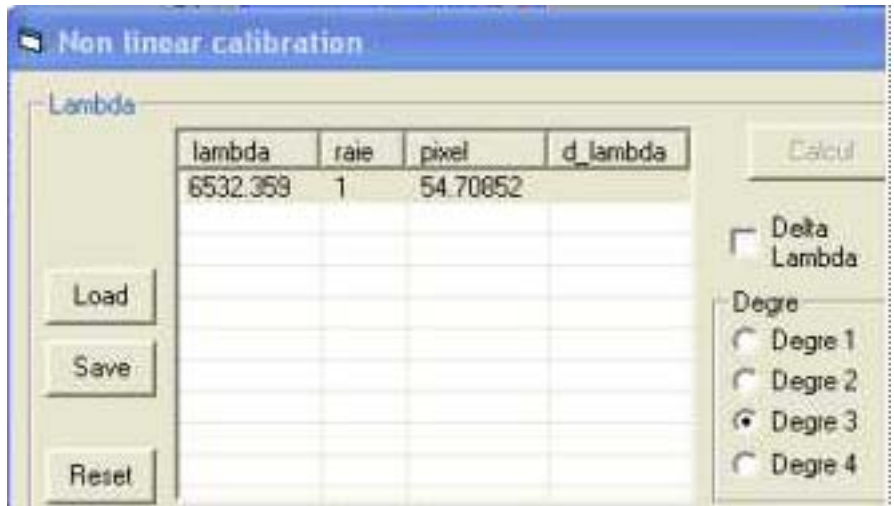 Non linear calibration
Lambda
lambda raie pixel d_lambda
6532.359 1 54.70852
Calcul
Delta
Lambda
Load
Save
Reset
Degre
Degre 1
Degre 2
Degre 3
Degre 4